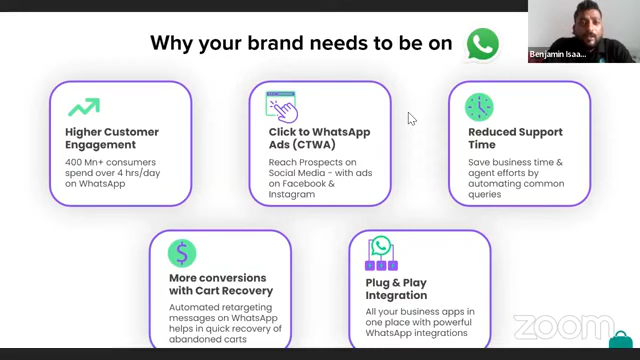 Why your brand needs to be on
Benjamin Isaa...
Higher Customer
Engagement
400 Mn+ consumers
spend over 4 hrs/day
on WhatsApp
Click to WhatsApp
Ads (CTWA)
Reach Prospects on
Social Media - with ads
on Facebook &
Instagram
Reduced Support
Time
Save business time &
agent efforts by
automating common
queries
More conversions
with Cart Recovery
Automated retargeting
messages on WhatsApp
helps in quick recovery of
abandoned carts
Plug & Play
Integration
All your business apps in
one place with powerful
WhatsApp integrations
zoom